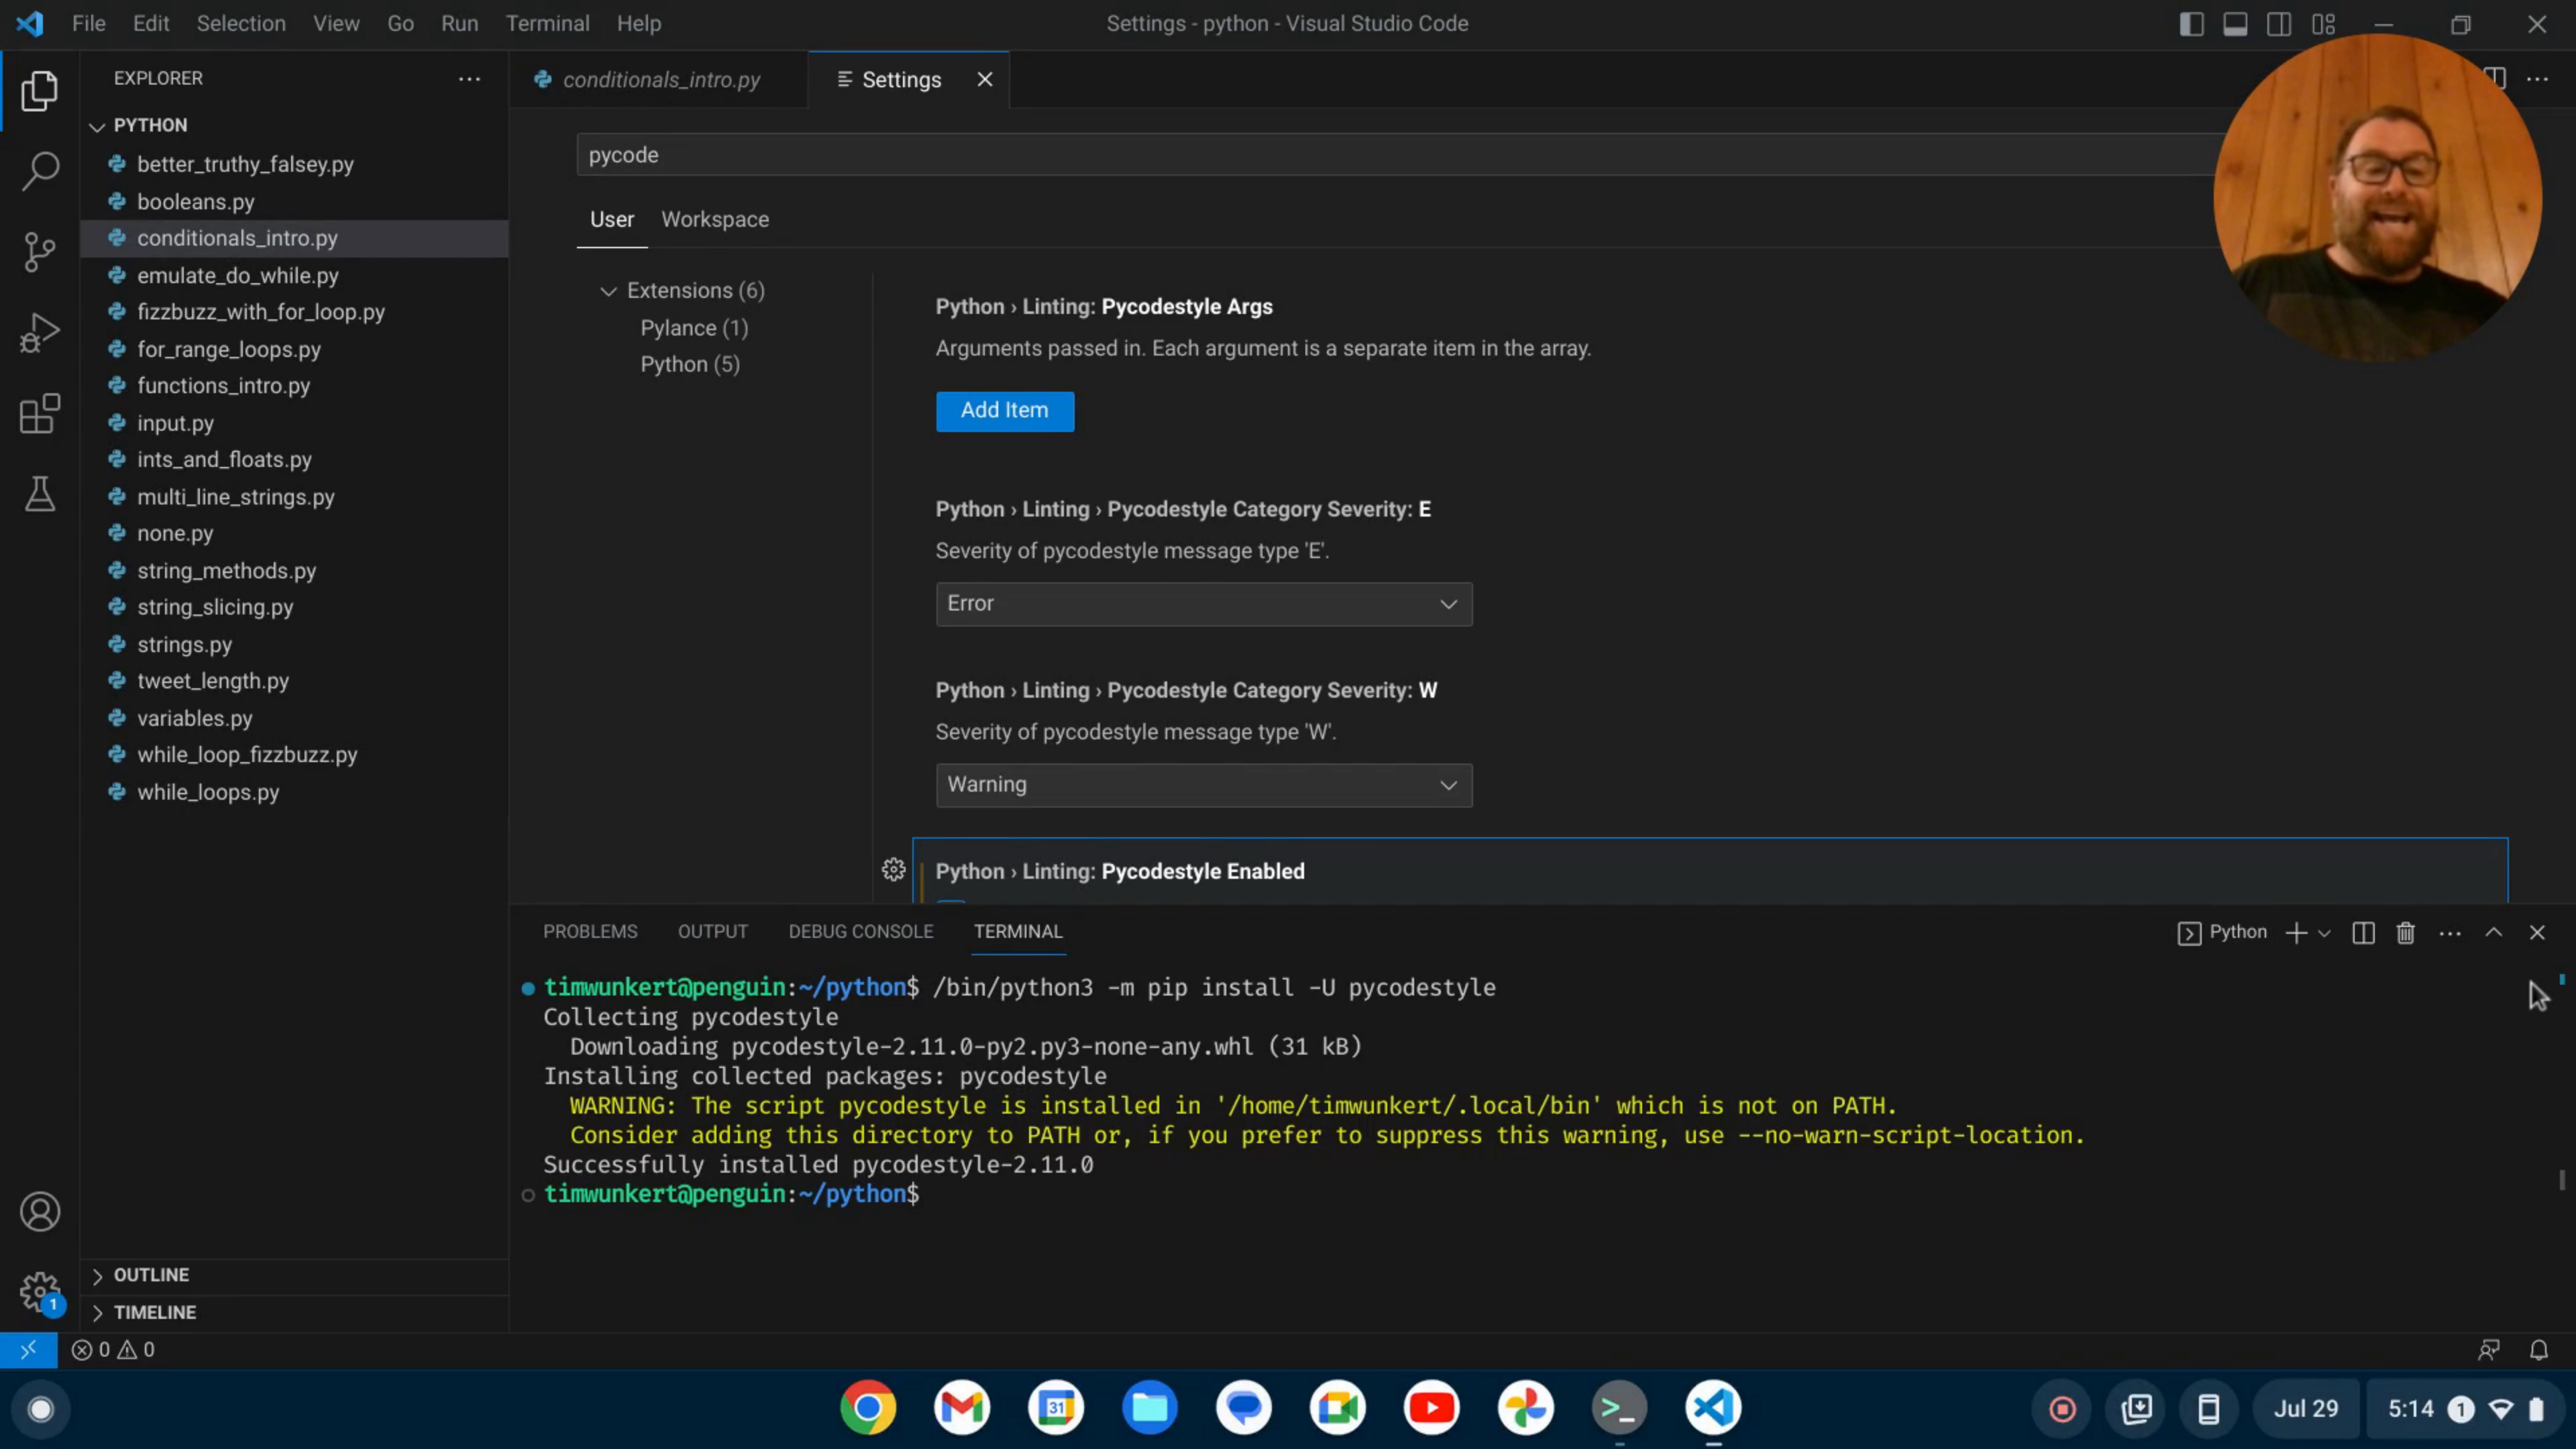 File Edit Selection View Go Run Terminal Help
Settings - python - Visual Studio Code
EXPLORER
PYTHON
better_truthy_falsey.py
booleans.py
conditionals_intro.py
emulate_do_while.py
fizzbuzz_with_for_loop.py
for_range_loops.py
functions_intro.py
input.py
ints_and_floats.py
multi_line_strings.py
none.py
string_methods.py
string_slicing.py
strings.py
tweet_length.py
variables.py
while_loop_fizzbuzz.py
while_loops.py
OUTLINE
TIMELINE
conditionals_intro.py
Settings
pycode
User Workspace
Extensions (6)
Pylance (1)
Python (5)
Python › Linting: Pycodestyle Args
Arguments passed in. Each argument is a separate item in the array.
Add Item
Python › Linting › Pycodestyle Category Severity: E
Severity of pycodestyle message type 'E'.
Error
Python › Linting › Pycodestyle Category Severity: W
Severity of pycodestyle message type 'W'.
Warning
Python › Linting: Pycodestyle Enabled
PROBLEMS OUTPUT DEBUG CONSOLE TERMINAL
Python
timwunkert@penguin:~/python$ /bin/python3 -m pip install -U pycodestyle
Collecting pycodestyle
Downloading pycodestyle-2.11.0-py2.py3-none-any.whl (31 kB)
Installing collected packages: pycodestyle
WARNING: The script pycodestyle is installed in '/home/timwunkert/.local/bin' which is not on PATH.
Consider adding this directory to PATH or, if you prefer to suppress this warning, use --no-warn-script-location.
Successfully installed pycodestyle-2.11.0
timwunkert@penguin:~/python$
1
0 0
31
Jul 29
5:14 1